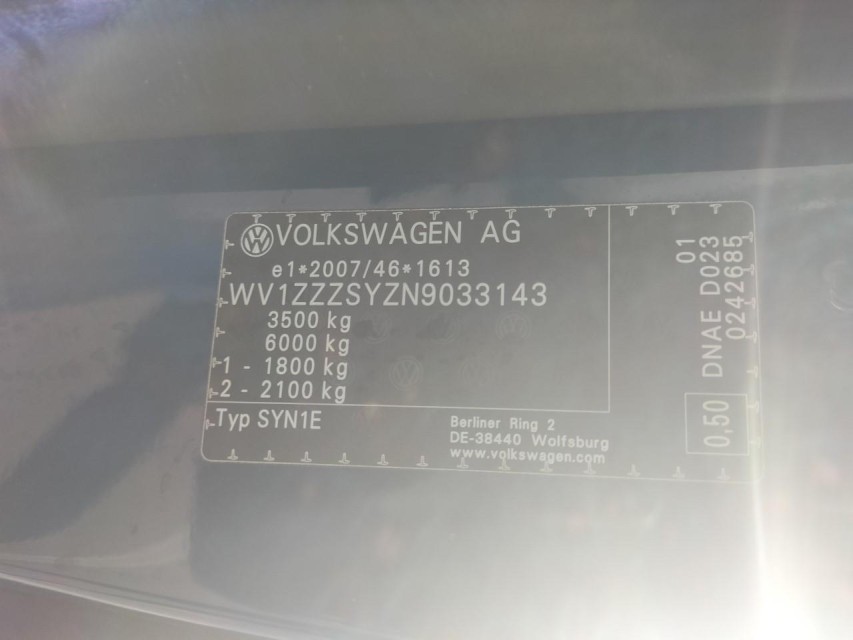 VOLKSWAGEN AG
e1*2007/46*1613
WV1ZZZSYZN9033143
3500 kg
6000 kg
1 - 1800 kg
2 - 2100 kg
Typ SYN1E
Berliner Ring 2
DE-38440 Wolfsburg
www.volkswagen.com
01
DNAE D023
0242685
0,50